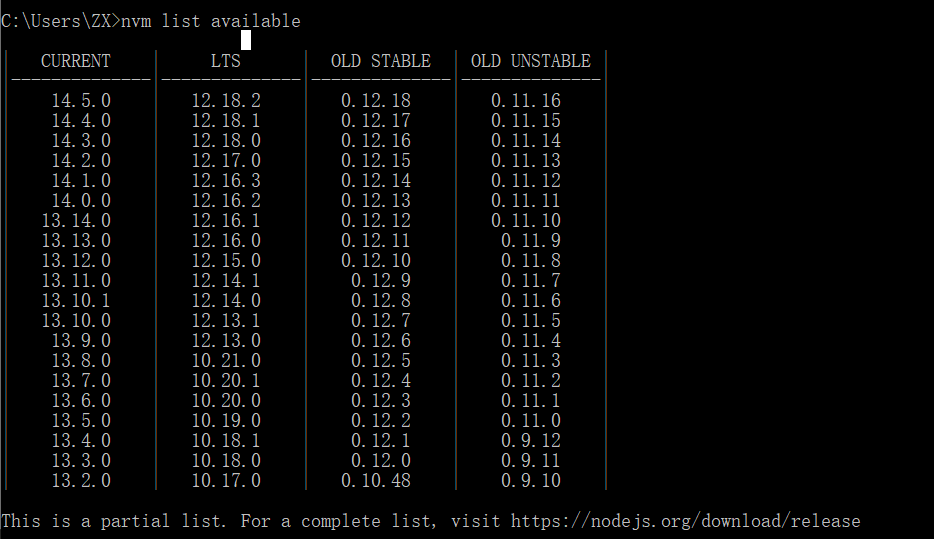 C:\Users\ZX>nvm list available
| CURRENT | LTS | OLD STABLE | OLD UNSTABLE |
|--------------|--------------|--------------|--------------|
| 14.5.0 | 12.18.2 | 0.12.18 | 0.11.16 |
| 14.4.0 | 12.18.1 | 0.12.17 | 0.11.15 |
| 14.3.0 | 12.18.0 | 0.12.16 | 0.11.14 |
| 14.2.0 | 12.17.0 | 0.12.15 | 0.11.13 |
| 14.1.0 | 12.16.3 | 0.12.14 | 0.11.12 |
| 14.0.0 | 12.16.2 | 0.12.13 | 0.11.11 |
| 13.14.0 | 12.16.1 | 0.12.12 | 0.11.10 |
| 13.13.0 | 12.16.0 | 0.12.11 | 0.11.9 |
| 13.12.0 | 12.15.0 | 0.12.10 | 0.11.8 |
| 13.11.0 | 12.14.1 | 0.12.9 | 0.11.7 |
| 13.10.1 | 12.14.0 | 0.12.8 | 0.11.6 |
| 13.10.0 | 12.13.1 | 0.12.7 | 0.11.5 |
| 13.9.0 | 12.13.0 | 0.12.6 | 0.11.4 |
| 13.8.0 | 10.21.0 | 0.12.5 | 0.11.3 |
| 13.7.0 | 10.20.1 | 0.12.4 | 0.11.2 |
| 13.6.0 | 10.20.0 | 0.12.3 | 0.11.1 |
| 13.5.0 | 10.19.0 | 0.12.2 | 0.11.0 |
| 13.4.0 | 10.18.1 | 0.12.1 | 0.9.12 |
| 13.3.0 | 10.18.0 | 0.12.0 | 0.9.11 |
| 13.2.0 | 10.17.0 | 0.10.48 | 0.9.10 |
This is a partial list. For a complete list, visit https://nodejs.org/download/release